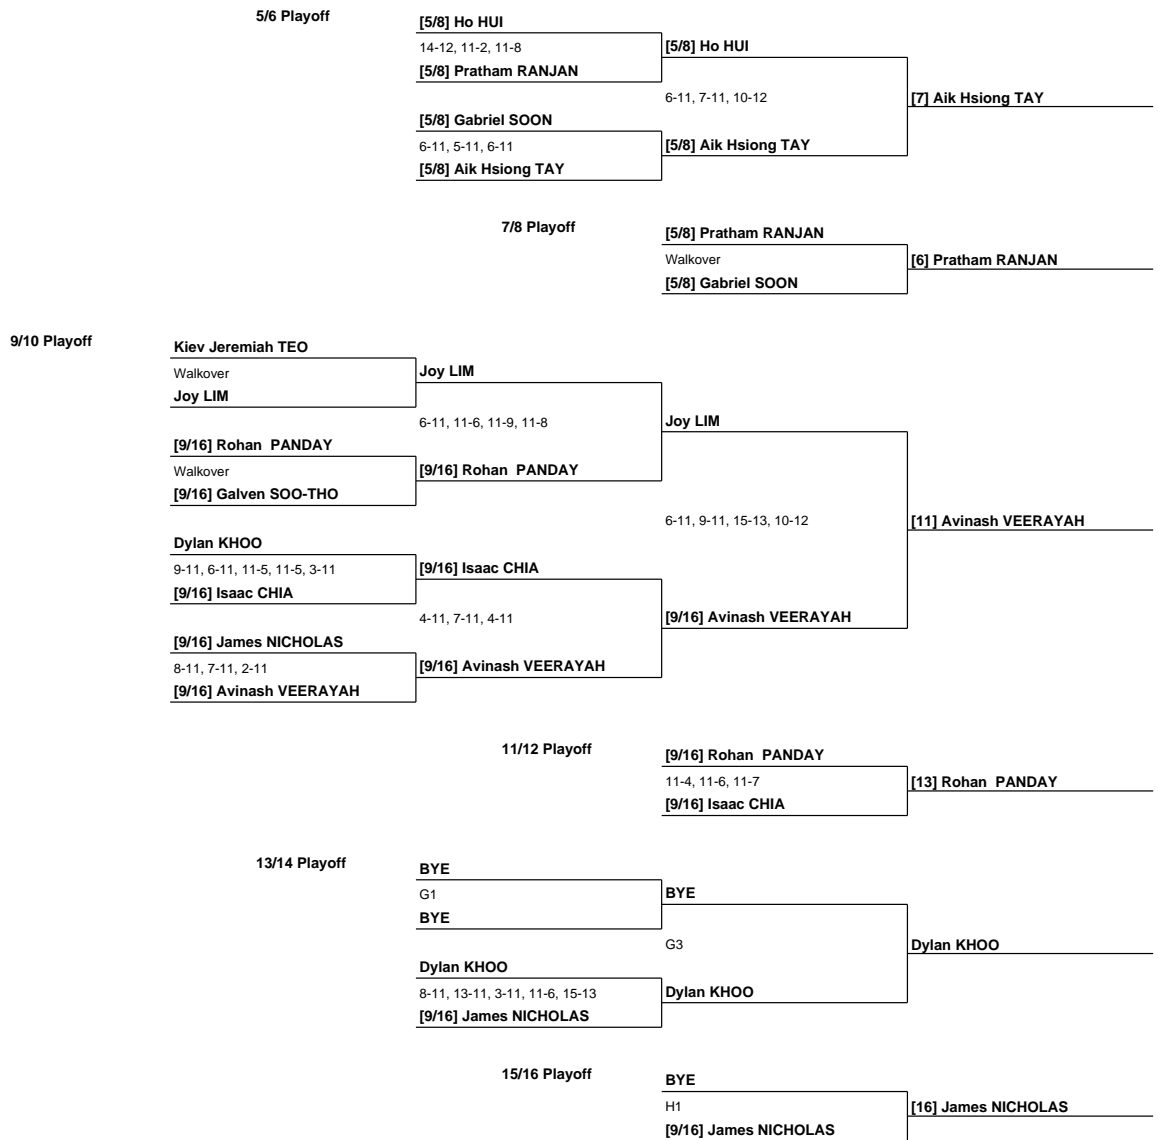 5/6 Playoff
[5/8] Ho HUI
14-12, 11-2, 11-8
[5/8] Ho HUI
[5/8] Pratham RANJAN
6-11, 7-11, 10-12
[7] Aik Hsiong TAY
[5/8] Gabriel SOON
6-11, 5-11, 6-11
[5/8] Aik Hsiong TAY
[5/8] Aik Hsiong TAY
7/8 Playoff
[5/8] Pratham RANJAN
Walkover
[6] Pratham RANJAN
[5/8] Gabriel SOON
9/10 Playoff
Kiev Jeremiah TEO
Walkover
Joy LIM
Joy LIM
6-11, 11-6, 11-9, 11-8
Joy LIM
[9/16] Rohan  PANDAY
Walkover
[9/16] Rohan  PANDAY
[9/16] Galven SOO-THO
6-11, 9-11, 15-13, 10-12
[11] Avinash VEERAYAH
Dylan KHOO
9-11, 6-11, 11-5, 11-5, 3-11
[9/16] Isaac CHIA
[9/16] Isaac CHIA
4-11, 7-11, 4-11
[9/16] Avinash VEERAYAH
[9/16] James NICHOLAS
8-11, 7-11, 2-11
[9/16] Avinash VEERAYAH
[9/16] Avinash VEERAYAH
11/12 Playoff
[9/16] Rohan  PANDAY
11-4, 11-6, 11-7
[13] Rohan  PANDAY
[9/16] Isaac CHIA
13/14 Playoff
BYE
G1
BYE
BYE
G3
Dylan KHOO
Dylan KHOO
8-11, 13-11, 3-11, 11-6, 15-13
Dylan KHOO
[9/16] James NICHOLAS
15/16 Playoff
BYE
H1
[16] James NICHOLAS
[9/16] James NICHOLAS